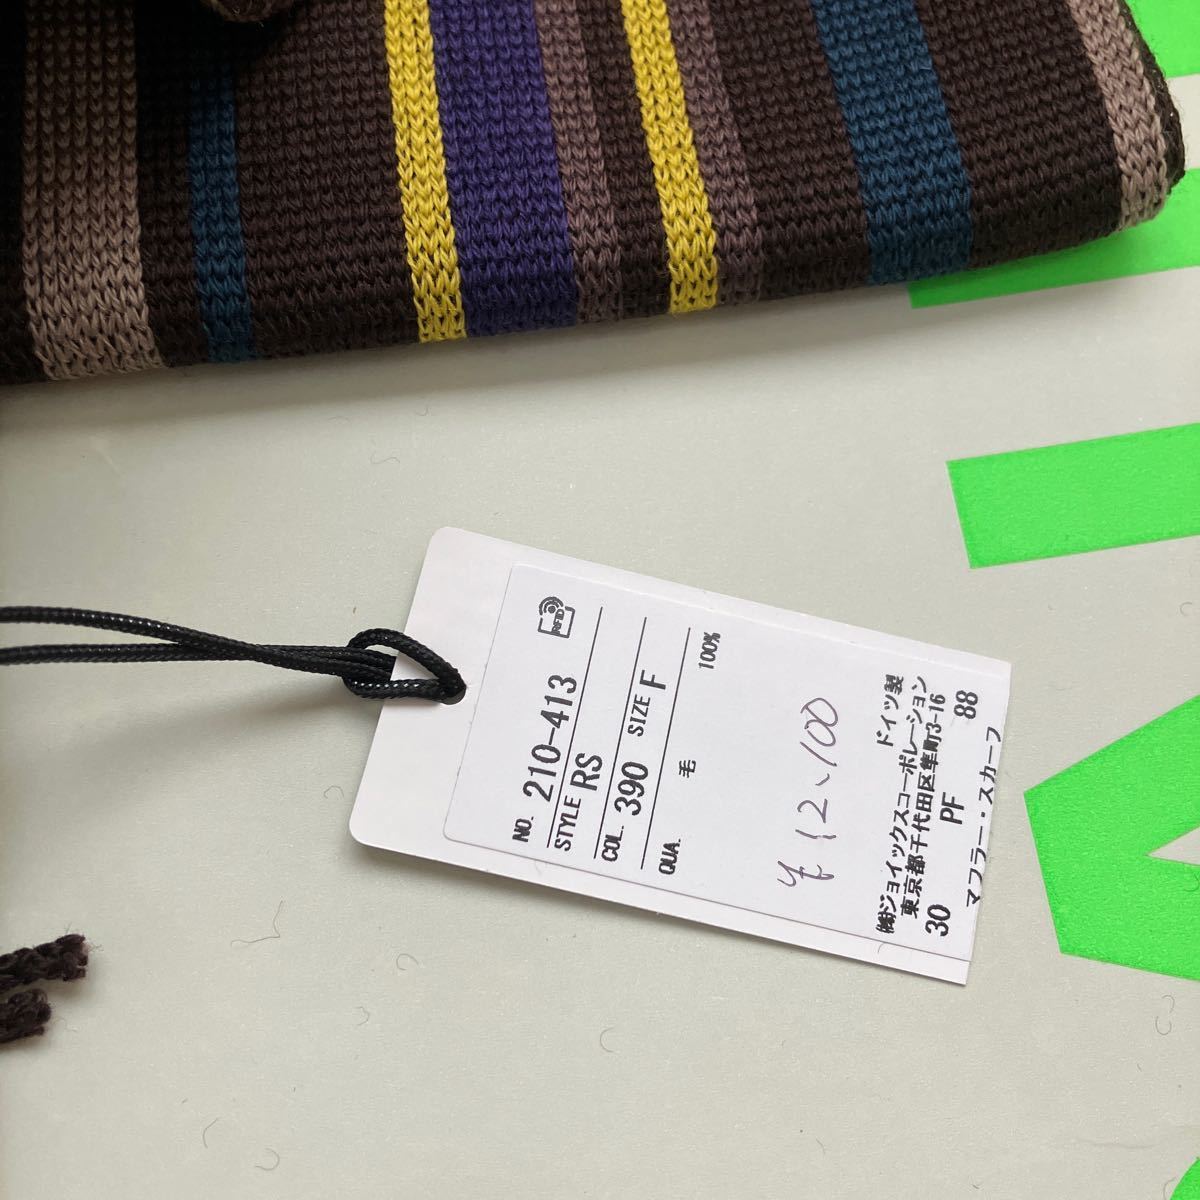 RFID
NO. 210-413
STYLE RS
COL. 390 SIZE F
QUA. 毛 100%
¥12,100
ドイツ製
㈱ジョイックスコーポレーション
東京都千代田区隼町3-16
30 PF 88
マフラー・スカーフ